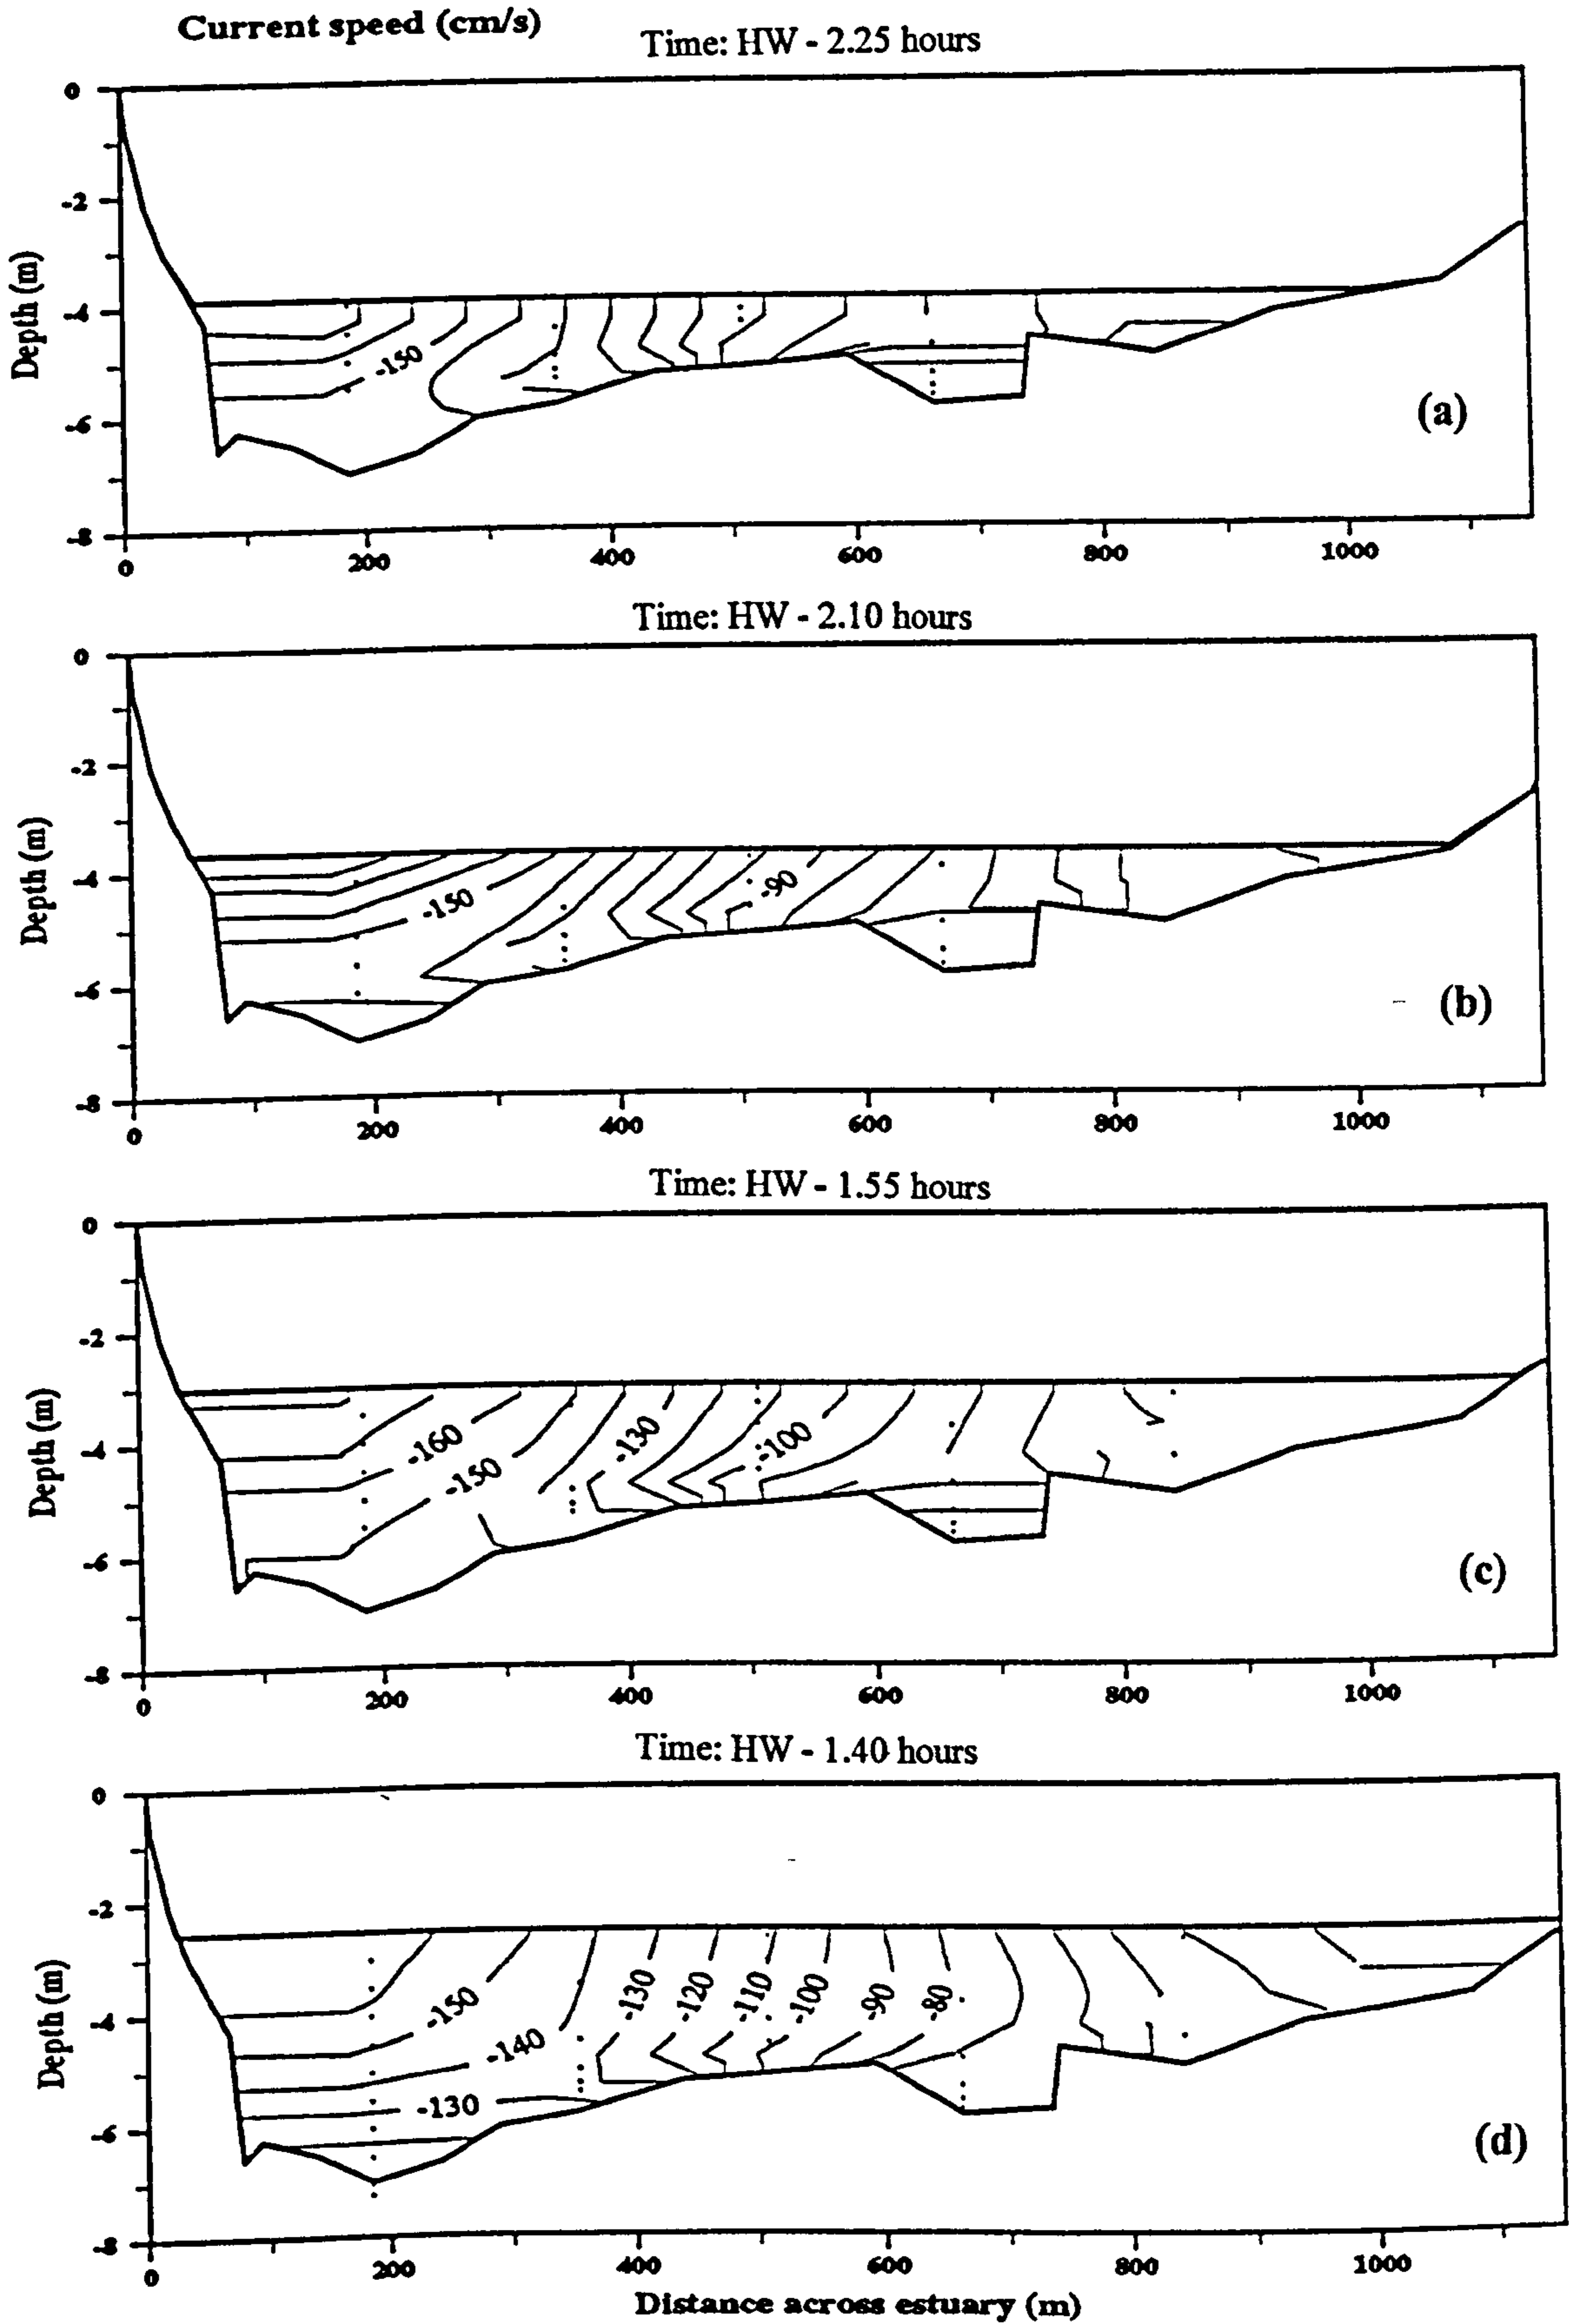 Current speed (cm/s)
Time: HW - 2.25 hours
0
-2
-4
-6
-8
Depth (m)
-150
(a)
0 200 400 600 800 1000
Time: HW - 2.10 hours
0
-2
-4
-6
-8
Depth (m)
-150
-90
(b)
0 200 400 600 800 1000
Time: HW - 1.55 hours
0
-2
-4
-6
-8
Depth (m)
-160
-150
-130
-100
(c)
0 200 400 600 800 1000
Time: HW - 1.40 hours
0
-2
-4
-6
-8
Depth (m)
-150
-140
-130
-130
-120
-110
-100
-90
-80
(d)
0 200 400 600 800 1000
Distance across estuary (m)